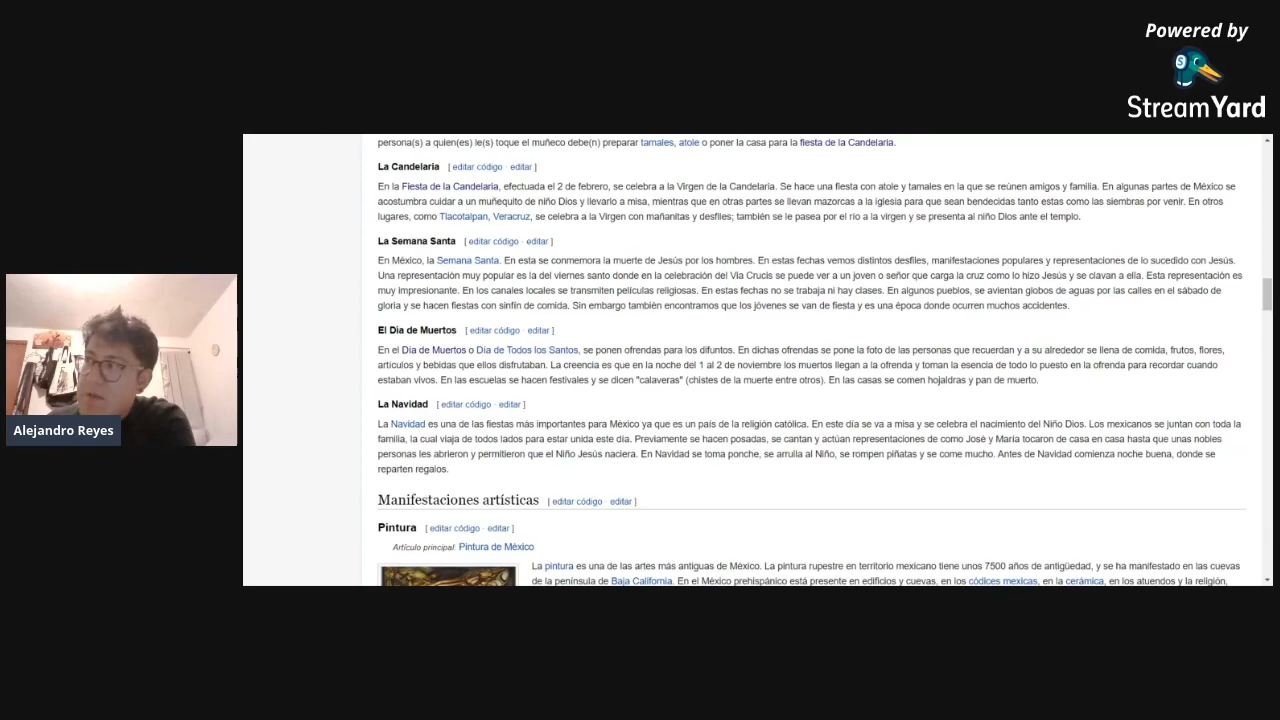 Powered by
StreamYard
persona(s) a quien(es) le(s) toque el muñeco debe(n) preparar tamales, atole o poner la casa para la fiesta de la Candelaria.
La Candelaria [ editar código · editar ]
En la Fiesta de la Candelaria, efectuada el 2 de febrero, se celebra a la Virgen de la Candelaria. Se hace una fiesta con atole y tamales en la que se reúnen amigos y familia. En algunas partes de México se
acostumbra cuidar a un muñequito de niño Dios y llevarlo a misa, mientras que en otras partes se llevan mazorcas a la iglesia para que sean bendecidas tanto estas como las siembras por venir. En otros
lugares, como Tlacotalpan, Veracruz, se celebra a la Virgen con mañanitas y desfiles; también se le pasea por el río a la virgen y se presenta al niño Dios ante el templo.
La Semana Santa [ editar código · editar ]
En México, la Semana Santa. En esta se conmemora la muerte de Jesús por los hombres. En estas fechas vemos distintos desfiles, manifestaciones populares y representaciones de lo sucedido con Jesús.
Una representación muy popular es la del viernes santo donde en la celebración del Via Crucis se puede ver a un joven o señor que carga la cruz como lo hizo Jesús y se clavan a ella. Esta representación es
muy impresionante. En los canales locales se transmiten películas religiosas. En estas fechas no se trabaja ni hay clases. En algunos pueblos, se avientan globos de aguas por las calles en el sábado de
gloria y se hacen fiestas con sinfín de comida. Sin embargo también encontramos que los jóvenes se van de fiesta y es una época donde ocurren muchos accidentes.
El Día de Muertos [ editar código · editar ]
En el Día de Muertos o Día de Todos los Santos, se ponen ofrendas para los difuntos. En dichas ofrendas se pone la foto de las personas que recuerdan y a su alrededor se llena de comida, frutos, flores,
artículos y bebidas que ellos disfrutaban. La creencia es que en la noche del 1 al 2 de noviembre los muertos llegan a la ofrenda y toman la esencia de todo lo puesto en la ofrenda para recordar cuando
estaban vivos. En las escuelas se hacen festivales y se dicen "calaveras" (chistes de la muerte entre otros). En las casas se comen hojaldras y pan de muerto.
La Navidad [ editar código · editar ]
La Navidad es una de las fiestas más importantes para México ya que es un país de la religión católica. En este día se va a misa y se celebra el nacimiento del Niño Dios. Los mexicanos se juntan con toda la
familia, la cual viaja de todos lados para estar unida este día. Previamente se hacen posadas, se cantan y actúan representaciones de como José y María tocaron de casa en casa hasta que unas nobles
personas les abrieron y permitieron que el Niño Jesús naciera. En Navidad se toma ponche, se arrulla al Niño, se rompen piñatas y se come mucho. Antes de Navidad comienza noche buena, donde se
reparten regalos.
Manifestaciones artísticas [ editar código · editar ]
Pintura [ editar código · editar ]
Artículo principal: Pintura de México
La pintura es una de las artes más antiguas de México. La pintura rupestre en territorio mexicano tiene unos 7500 años de antigüedad, y se ha manifestado en las cuevas
de la península de Baja California. En el México prehispánico está presente en edificios y cuevas, en los códices mexicas, en la cerámica, en los atuendos y la religión,
Alejandro Reyes